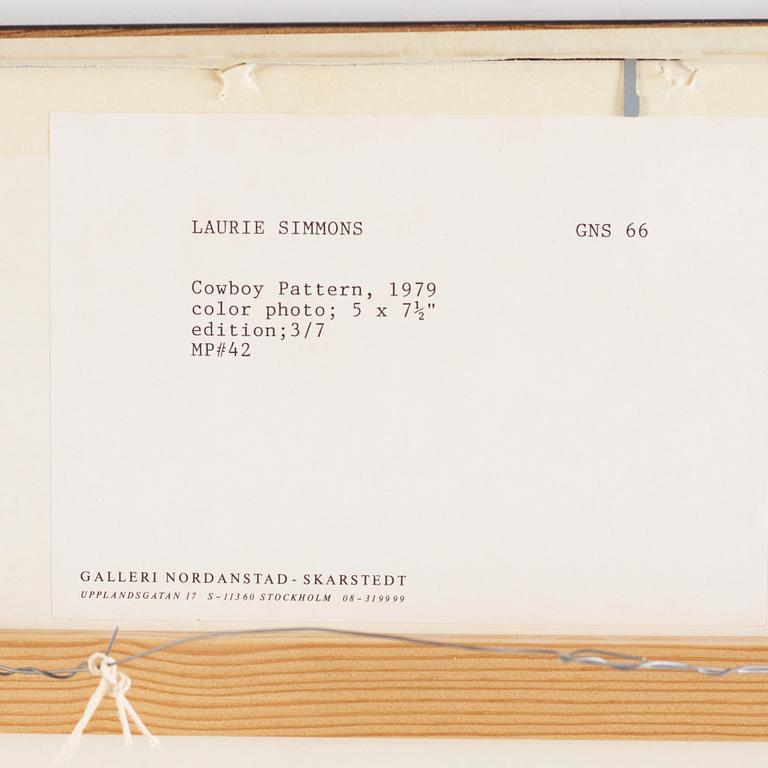 LAURIE SIMMONS GNS 66
Cowboy Pattern, 1979
color photo; 5 x 7½"
edition;3/7
MP#42
GALLERI NORDANSTAD-SKARSTEDT
UPPLANDSGATAN 17 S-11360 STOCKHOLM 08-319999